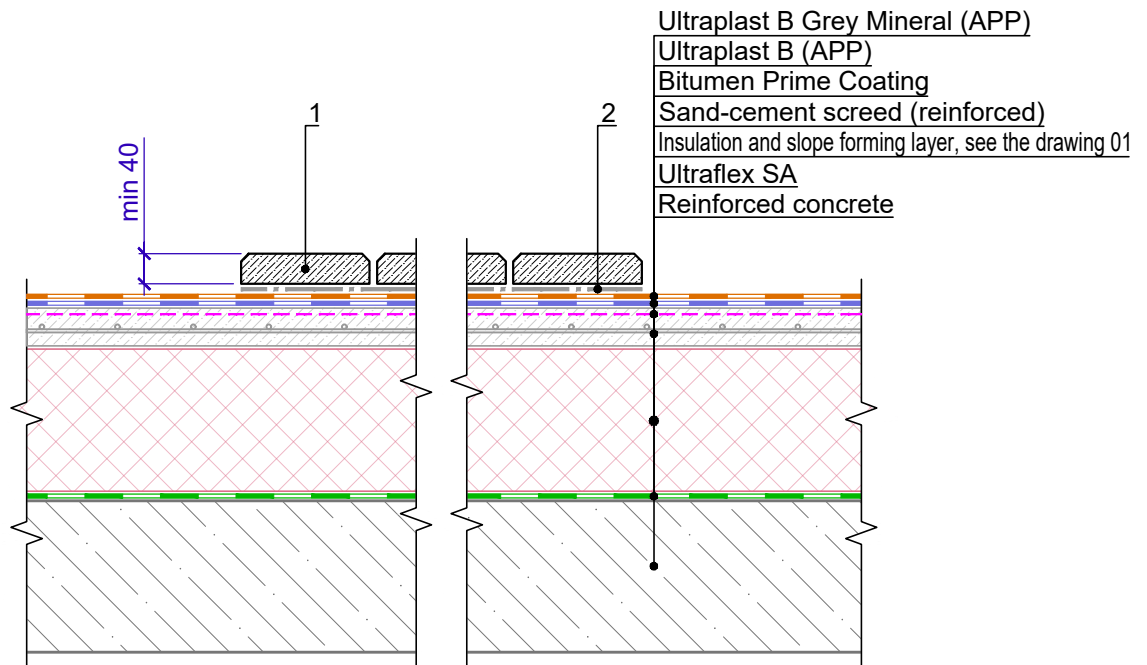 Ultraplast B Grey Mineral (APP)
Ultraplast B (APP)
Bitumen Prime Coating
Sand-cement screed (reinforced)
Insulation and slope forming layer, see the drawing 01
Ultraflex SA
Reinforced concrete
1
2
min 40